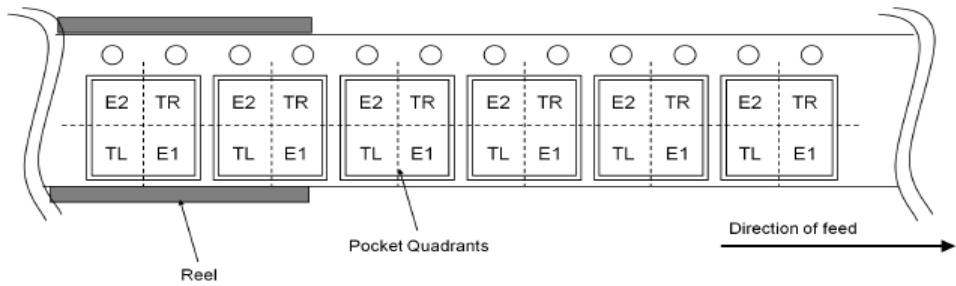 E2 TR E2 TR E2 TR E2 TR E2 TR E2 TR
TL E1 TL E1 TL E1 TL E1 TL E1 TL E1
Direction of feed
Pocket Quadrants
Reel